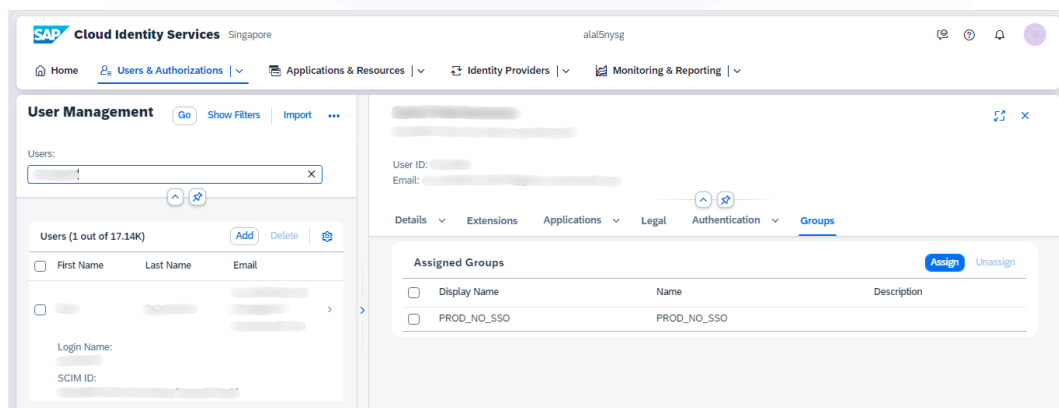 SAP Cloud Identity Services Singapore alal5nysg
Home Users & Authorizations Applications & Resources Identity Providers Monitoring & Reporting
User Management Go Show Filters Import
Users:
User ID:
Email:
Details Extensions Applications Legal Authentication Groups
Users (1 out of 17.14K) Add Delete
First Name Last Name Email
Login Name:
SCIM ID:
Assigned Groups Assign Unassign
Display Name Name Description
PROD_NO_SSO PROD_NO_SSO